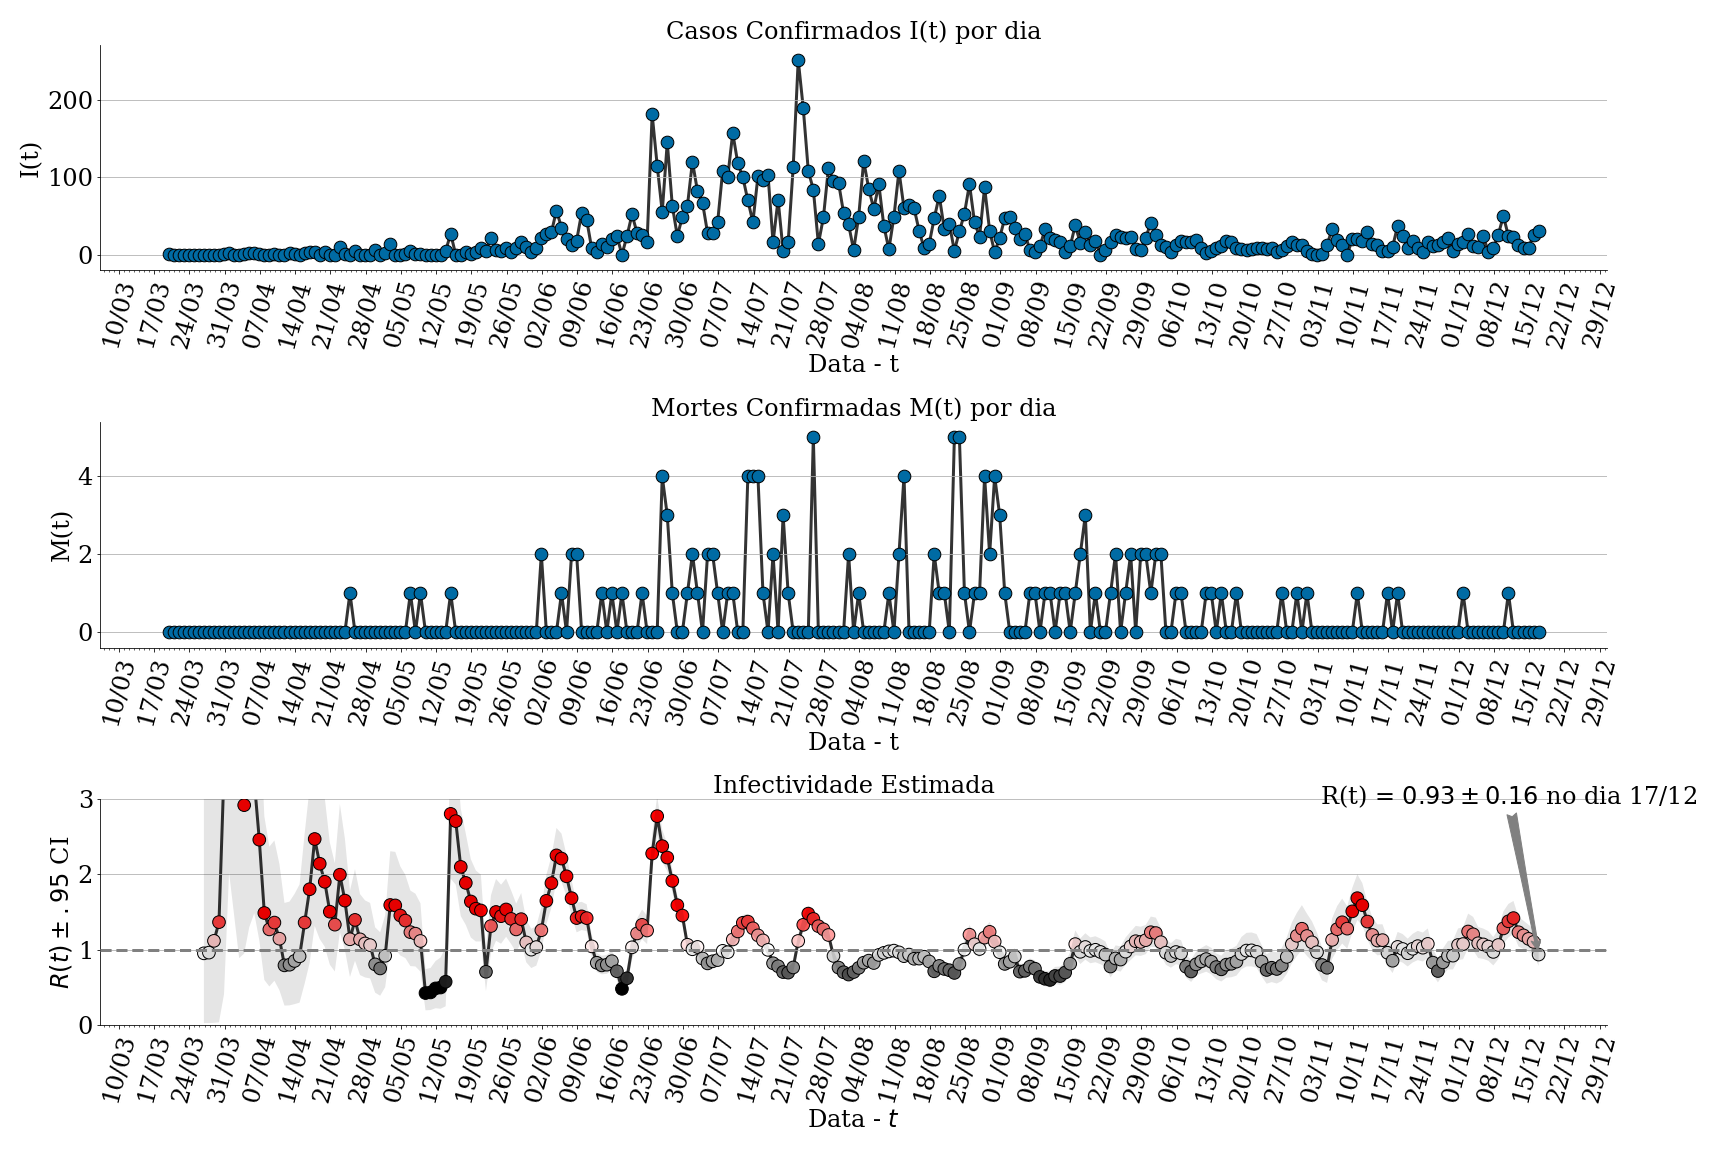 Casos Confirmados I(t) por dia
I(t)
200
100
0
10/03 17/03 24/03 31/03 07/04 14/04 21/04 28/04 05/05 12/05 19/05 26/05 02/06 09/06 16/06 23/06 30/06 07/07 14/07 21/07 28/07 04/08 11/08 18/08 25/08 01/09 08/09 15/09 22/09 29/09 06/10 13/10 20/10 27/10 03/11 10/11 17/11 24/11 01/12 08/12 15/12 22/12 29/12
Data - t
Mortes Confirmadas M(t) por dia
M(t)
4
2
0
10/03 17/03 24/03 31/03 07/04 14/04 21/04 28/04 05/05 12/05 19/05 26/05 02/06 09/06 16/06 23/06 30/06 07/07 14/07 21/07 28/07 04/08 11/08 18/08 25/08 01/09 08/09 15/09 22/09 29/09 06/10 13/10 20/10 27/10 03/11 10/11 17/11 24/11 01/12 08/12 15/12 22/12 29/12
Data - t
Infectividade Estimada
R(t) = 0.93 ± 0.16 no dia 17/12
R(t) ± .95 CI
3
2
1
0
10/03 17/03 24/03 31/03 07/04 14/04 21/04 28/04 05/05 12/05 19/05 26/05 02/06 09/06 16/06 23/06 30/06 07/07 14/07 21/07 28/07 04/08 11/08 18/08 25/08 01/09 08/09 15/09 22/09 29/09 06/10 13/10 20/10 27/10 03/11 10/11 17/11 24/11 01/12 08/12 15/12 22/12 29/12
Data - t